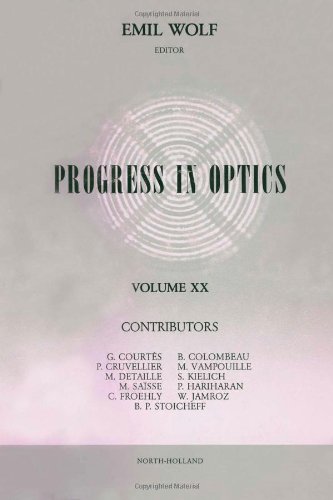 EMIL WOLF
EDITOR
PROGRESS IN OPTICS
VOLUME XX
CONTRIBUTORS
G. COURTÈS B. COLOMBEAU
P. CRUVELLIER M. VAMPOUILLE
M. DETAILLE S. KIELICH
M. SAÏSSE P. HARIHARAN
C. FROEHLY W. JAMROZ
B. P. STOICHEFF
NORTH-HOLLAND